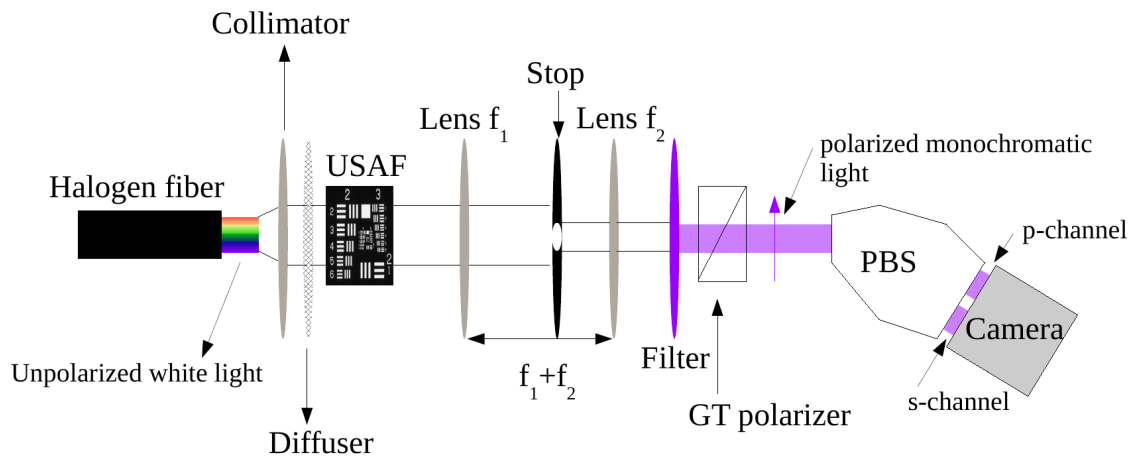 Collimator
Stop
Lens f1
Lens f2
USAF
polarized monochromatic
light
Halogen fiber
2 3
2
3
4
5
6
2
1
p-channel
PBS
Camera
Unpolarized white light
Filter
f1+f2
s-channel
GT polarizer
Diffuser